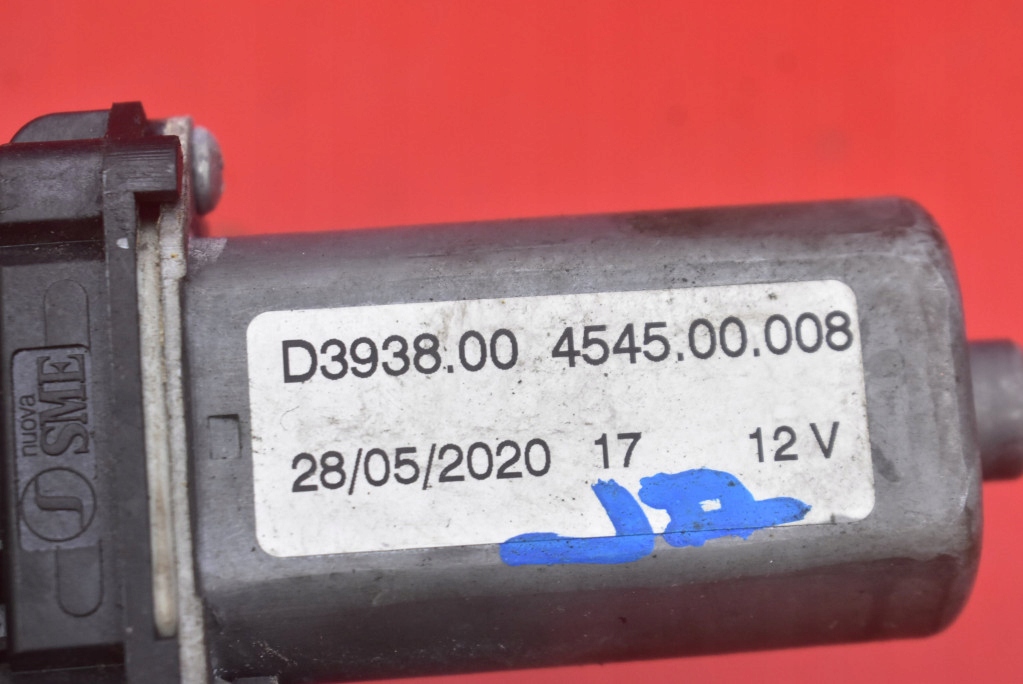 D3938.00 4545.00.008
28/05/2020 17 12 V
nuova
SME